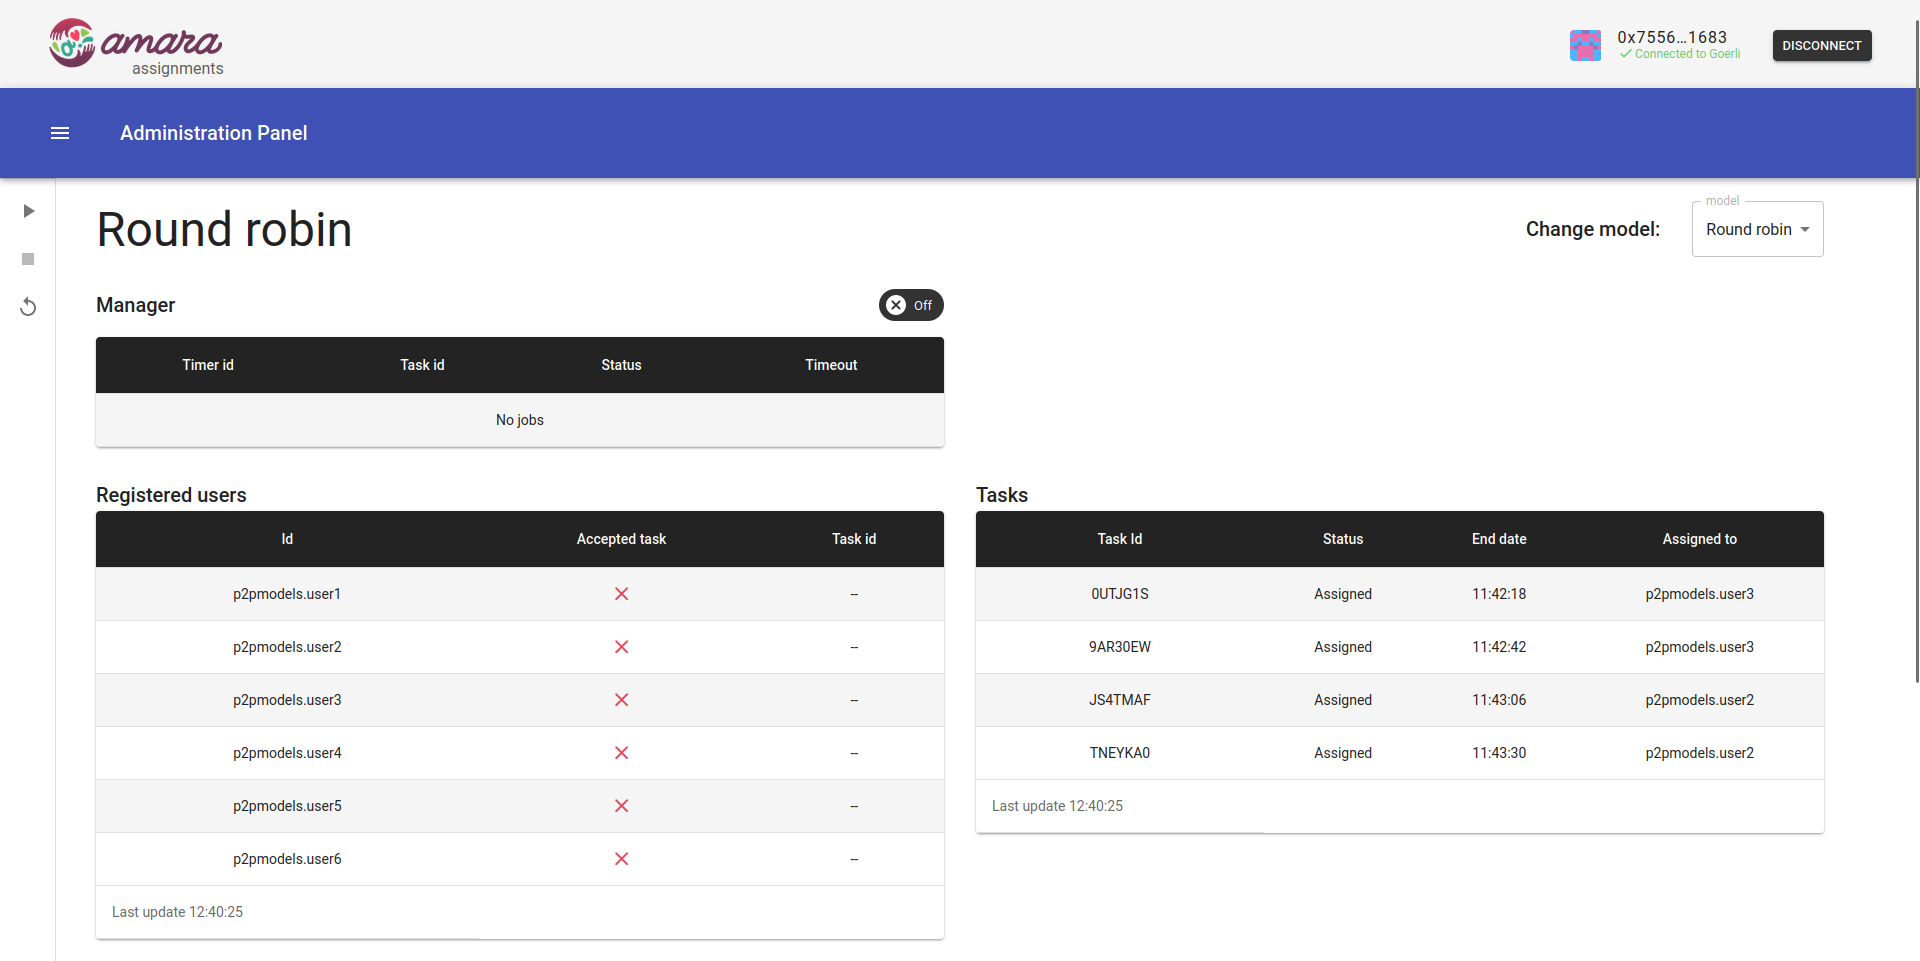 amara
assignments
0x7556...1683
Connected to Goerli
DISCONNECT
Administration Panel
Round robin
Change model:
model
Round robin
Manager
Off
Timer id Task id Status Timeout
No jobs
Registered users
Id Accepted task Task id
p2pmodels.user1 --
p2pmodels.user2 --
p2pmodels.user3 --
p2pmodels.user4 --
p2pmodels.user5 --
p2pmodels.user6 --
Last update 12:40:25
Tasks
Task Id Status End date Assigned to
0UTJG1S Assigned 11:42:18 p2pmodels.user3
9AR30EW Assigned 11:42:42 p2pmodels.user3
JS4TMAF Assigned 11:43:06 p2pmodels.user2
TNEYKA0 Assigned 11:43:30 p2pmodels.user2
Last update 12:40:25